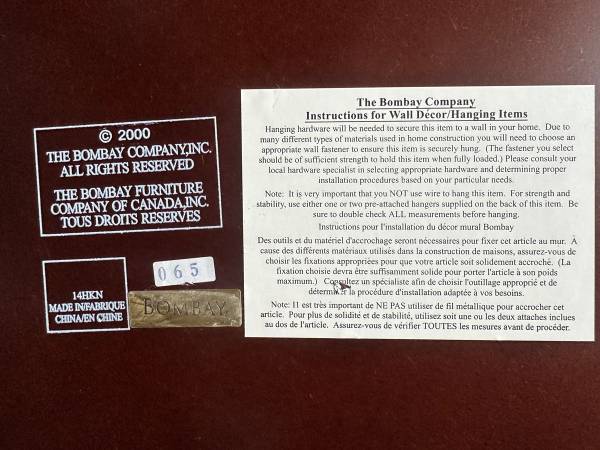 © 2000
THE BOMBAY COMPANY,INC.
ALL RIGHTS RESERVED
THE BOMBAY FURNITURE
COMPANY OF CANADA,INC.
TOUS DROITS RESERVÉS
14HKN
MADE IN/FABRIQUE
CHINA/EN CHINE
065
BOMBAY
The Bombay Company
Instructions for Wall Décor/Hanging Items
Hanging hardware will be needed to secure this item to a wall in your home. Due to
many different types of materials used in home construction you will need to choose an
appropriate wall fastener to ensure this item is securely hung. (The fastener you select
should be of sufficient strength to hold this item when fully loaded.) Please consult your
local hardware specialist in selecting appropriate hardware and determining proper
installation procedures based on your particular needs.
Note: It is very important that you NOT use wire to hang this item. For strength and
stability, use either one or two pre-attached hangers supplied on the back of this item. Be
sure to double check ALL measurements before hanging.
Instructions pour l'installation du décor mural Bombay
Des outils et du matériel d'accrochage seront nécessaires pour fixer cet article au mur. À
cause des différents matériaux utilisés dans la construction de maisons, assurez-vous de
choisir les fixations appropriées pour que votre article soit solidement accroché. (La
fixation choisie devra être suffisamment solide pour porter l'article à son poids
maximum.) Consultez un spécialiste afin de choisir l'outillage approprié et de
déterminer la procédure d'installation adaptée à vos besoins.
Note: Il est très important de NE PAS utiliser de fil métallique pour accrocher cet
article. Pour plus de solidité et de stabilité, utilisez soit une ou les deux attaches inclues
au dos de l'article. Assurez-vous de vérifier TOUTES les mesures avant de procéder.